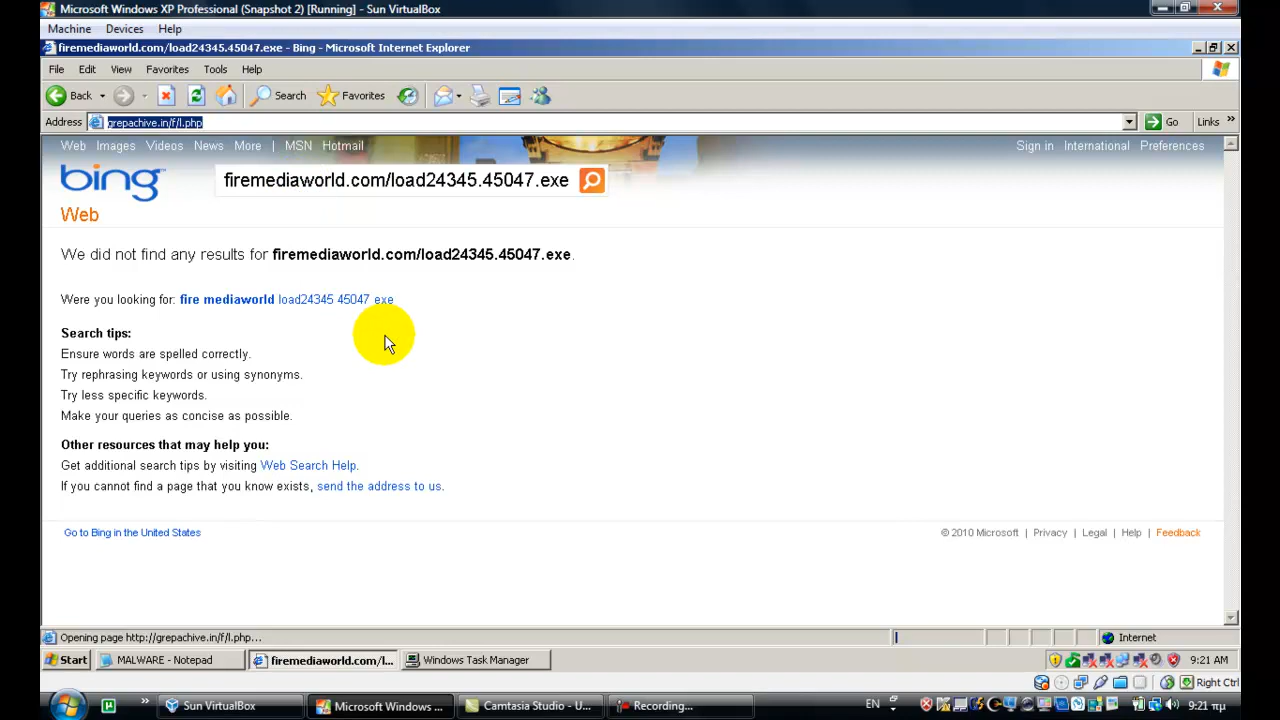 Microsoft Windows XP Professional (Snapshot 2) [Running] - Sun VirtualBox
Machine Devices Help
firemediaworld.com/load24345.45047.exe - Bing - Microsoft Internet Explorer
File Edit View Favorites Tools Help
Back Search Favorites
Address grepachive.in/f/l.php Go Links »
Web Images Videos News More | MSN Hotmail Sign in | International | Preferences
bing firemediaworld.com/load24345.45047.exe
Web
We did not find any results for firemediaworld.com/load24345.45047.exe.
Were you looking for: fire mediaworld load24345 45047 exe
Search tips:
Ensure words are spelled correctly.
Try rephrasing keywords or using synonyms.
Try less specific keywords.
Make your queries as concise as possible.
Other resources that may help you:
Get additional search tips by visiting Web Search Help.
If you cannot find a page that you know exists, send the address to us.
Go to Bing in the United States © 2010 Microsoft | Privacy | Legal | Help | Feedback
Opening page http://grepachive.in/f/l.php... Internet
Start MALWARE - Notepad firemediaworld.com/l... Windows Task Manager 9:21 AM
Right Ctrl
» Sun VirtualBox Microsoft Windows ... Camtasia Studio - U... Recording... EN 9:21 πμ